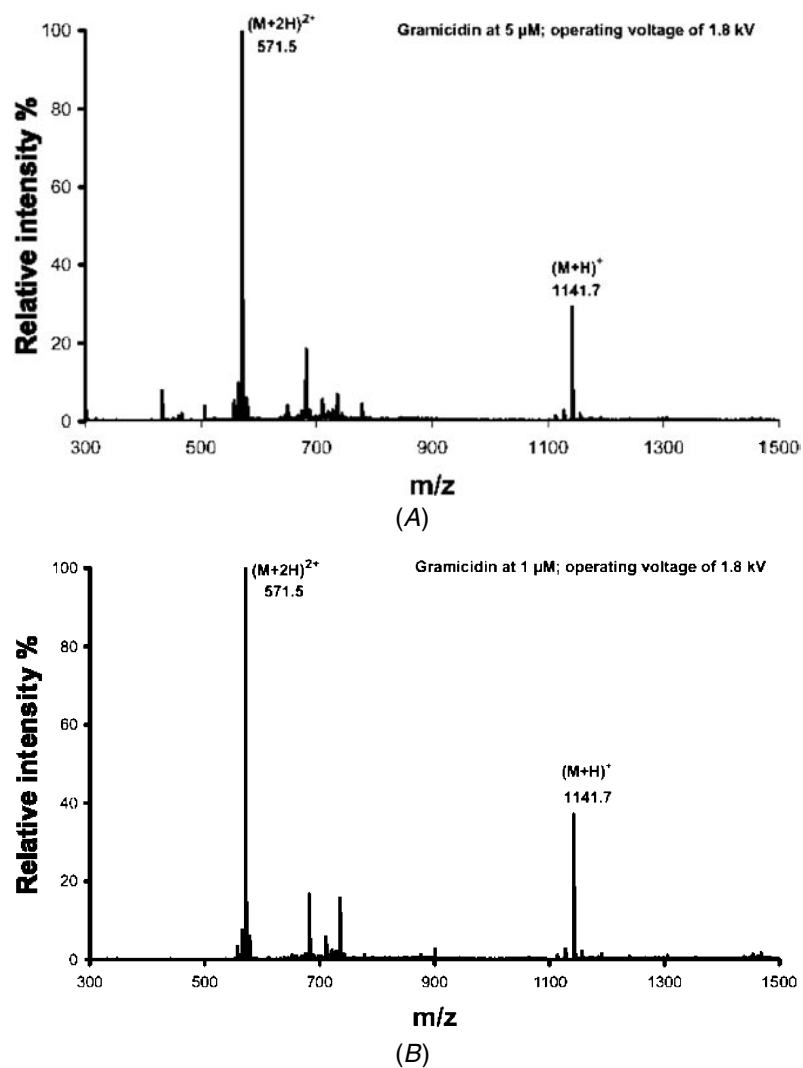 Gramicidin at 5 µM; operating voltage of 1.8 kV
(M+2H)²⁺
571.5
(M+H)⁺
1141.7
Relative intensity %
100
80
60
40
20
0
300 500 700 900 1100 1300 1500
m/z
(A)
Gramicidin at 1 µM; operating voltage of 1.8 kV
(M+2H)²⁺
571.5
(M+H)⁺
1141.7
Relative intensity %
100
80
60
40
20
0
300 500 700 900 1100 1300 1500
m/z
(B)